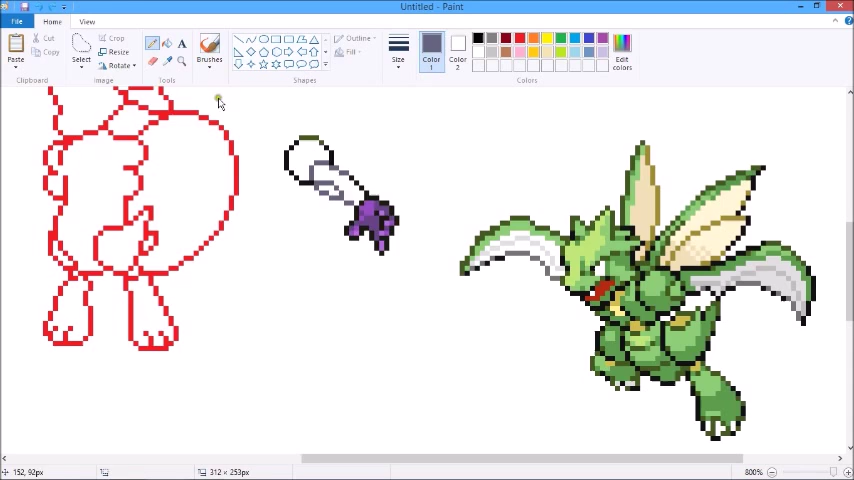 Untitled - Paint
File Home View
Paste
Cut
Copy
Clipboard
Select
Crop
Resize
Rotate
Image
A
Tools
Brushes
Outline
Fill
Shapes
Size
Color
1
Color
2
Edit
colors
Colors
152, 92px
312 × 253px
800%